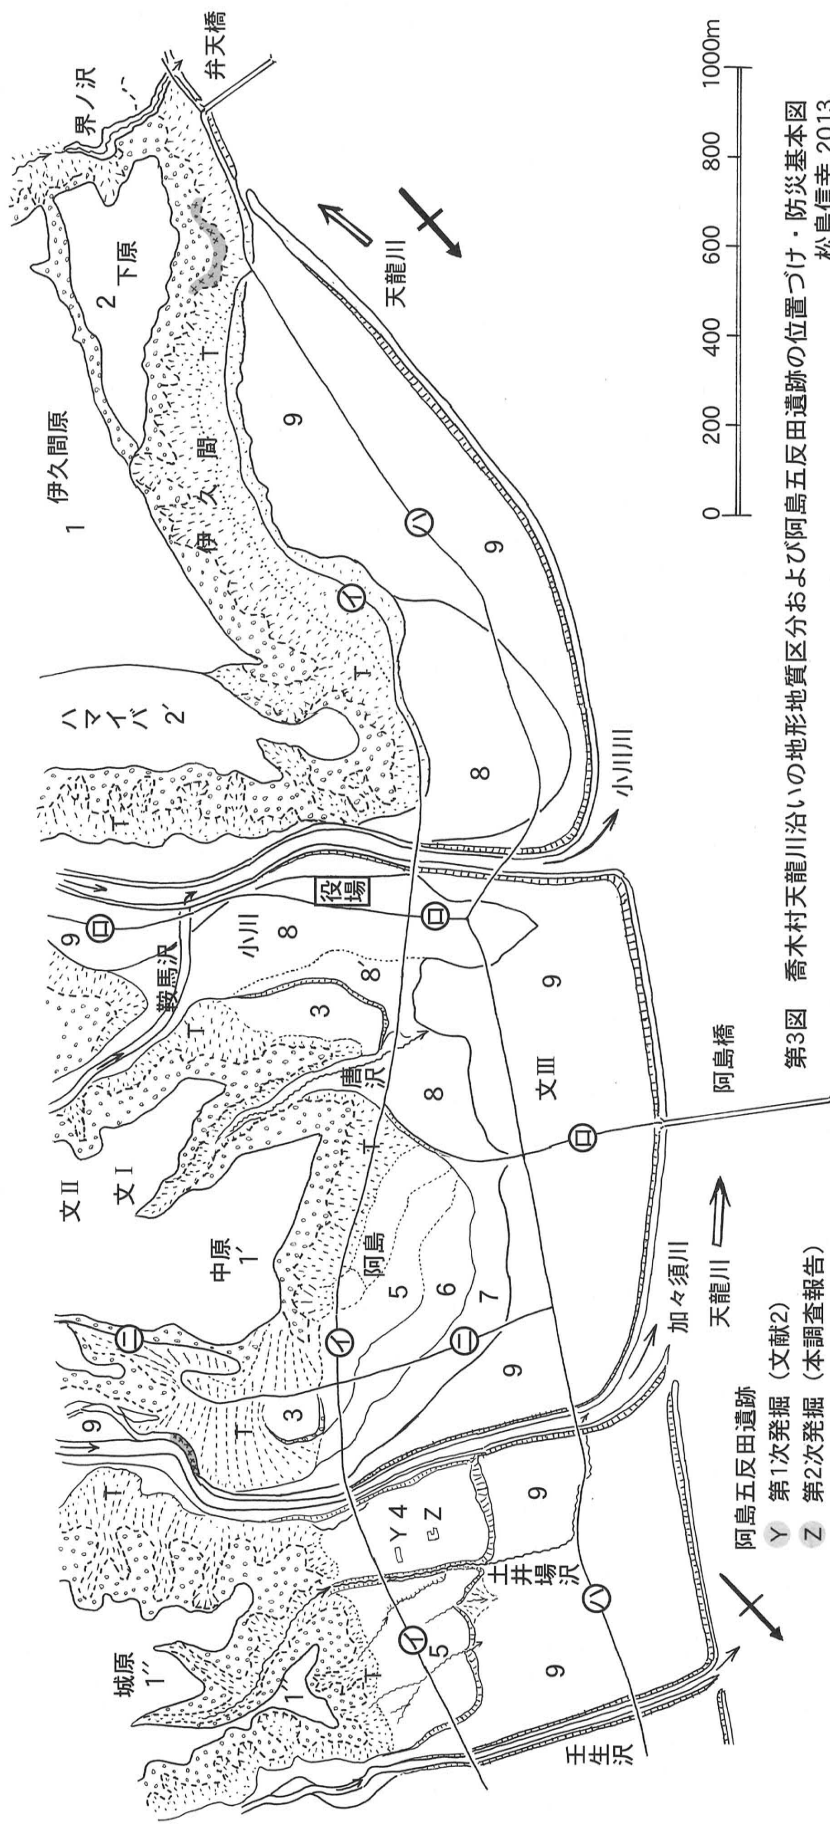 界ノ沢
弁天橋
伊久間原
1
2
下原
T
伊久間
9
天龍川
ハ
9
イ
T
ハマイバ
2′
T
8
小川川
役場
ロ
9
鞍馬沢
小川
8
8′
ロ
3
T
9
唐沢
8
文Ⅲ
阿島橋
文Ⅱ
文Ⅰ
中原
1′
T
ロ
阿島
5
6
7
ニ
イ
ニ
9
加々須川
天龍川
9
3
T
T
Y 4
Z
9
土井場沢
城原
1″
1″
T
イ
5
ハ
9
壬生沢
阿島五反田遺跡
Y 第1次発掘（文献2）
Z 第2次発掘（本調査報告）
0 200 400 600 800 1000m
第3図 喬木村天龍川沿いの地形地質区分および阿島五反田遺跡の位置づけ・防災基本図
松島信幸 2013